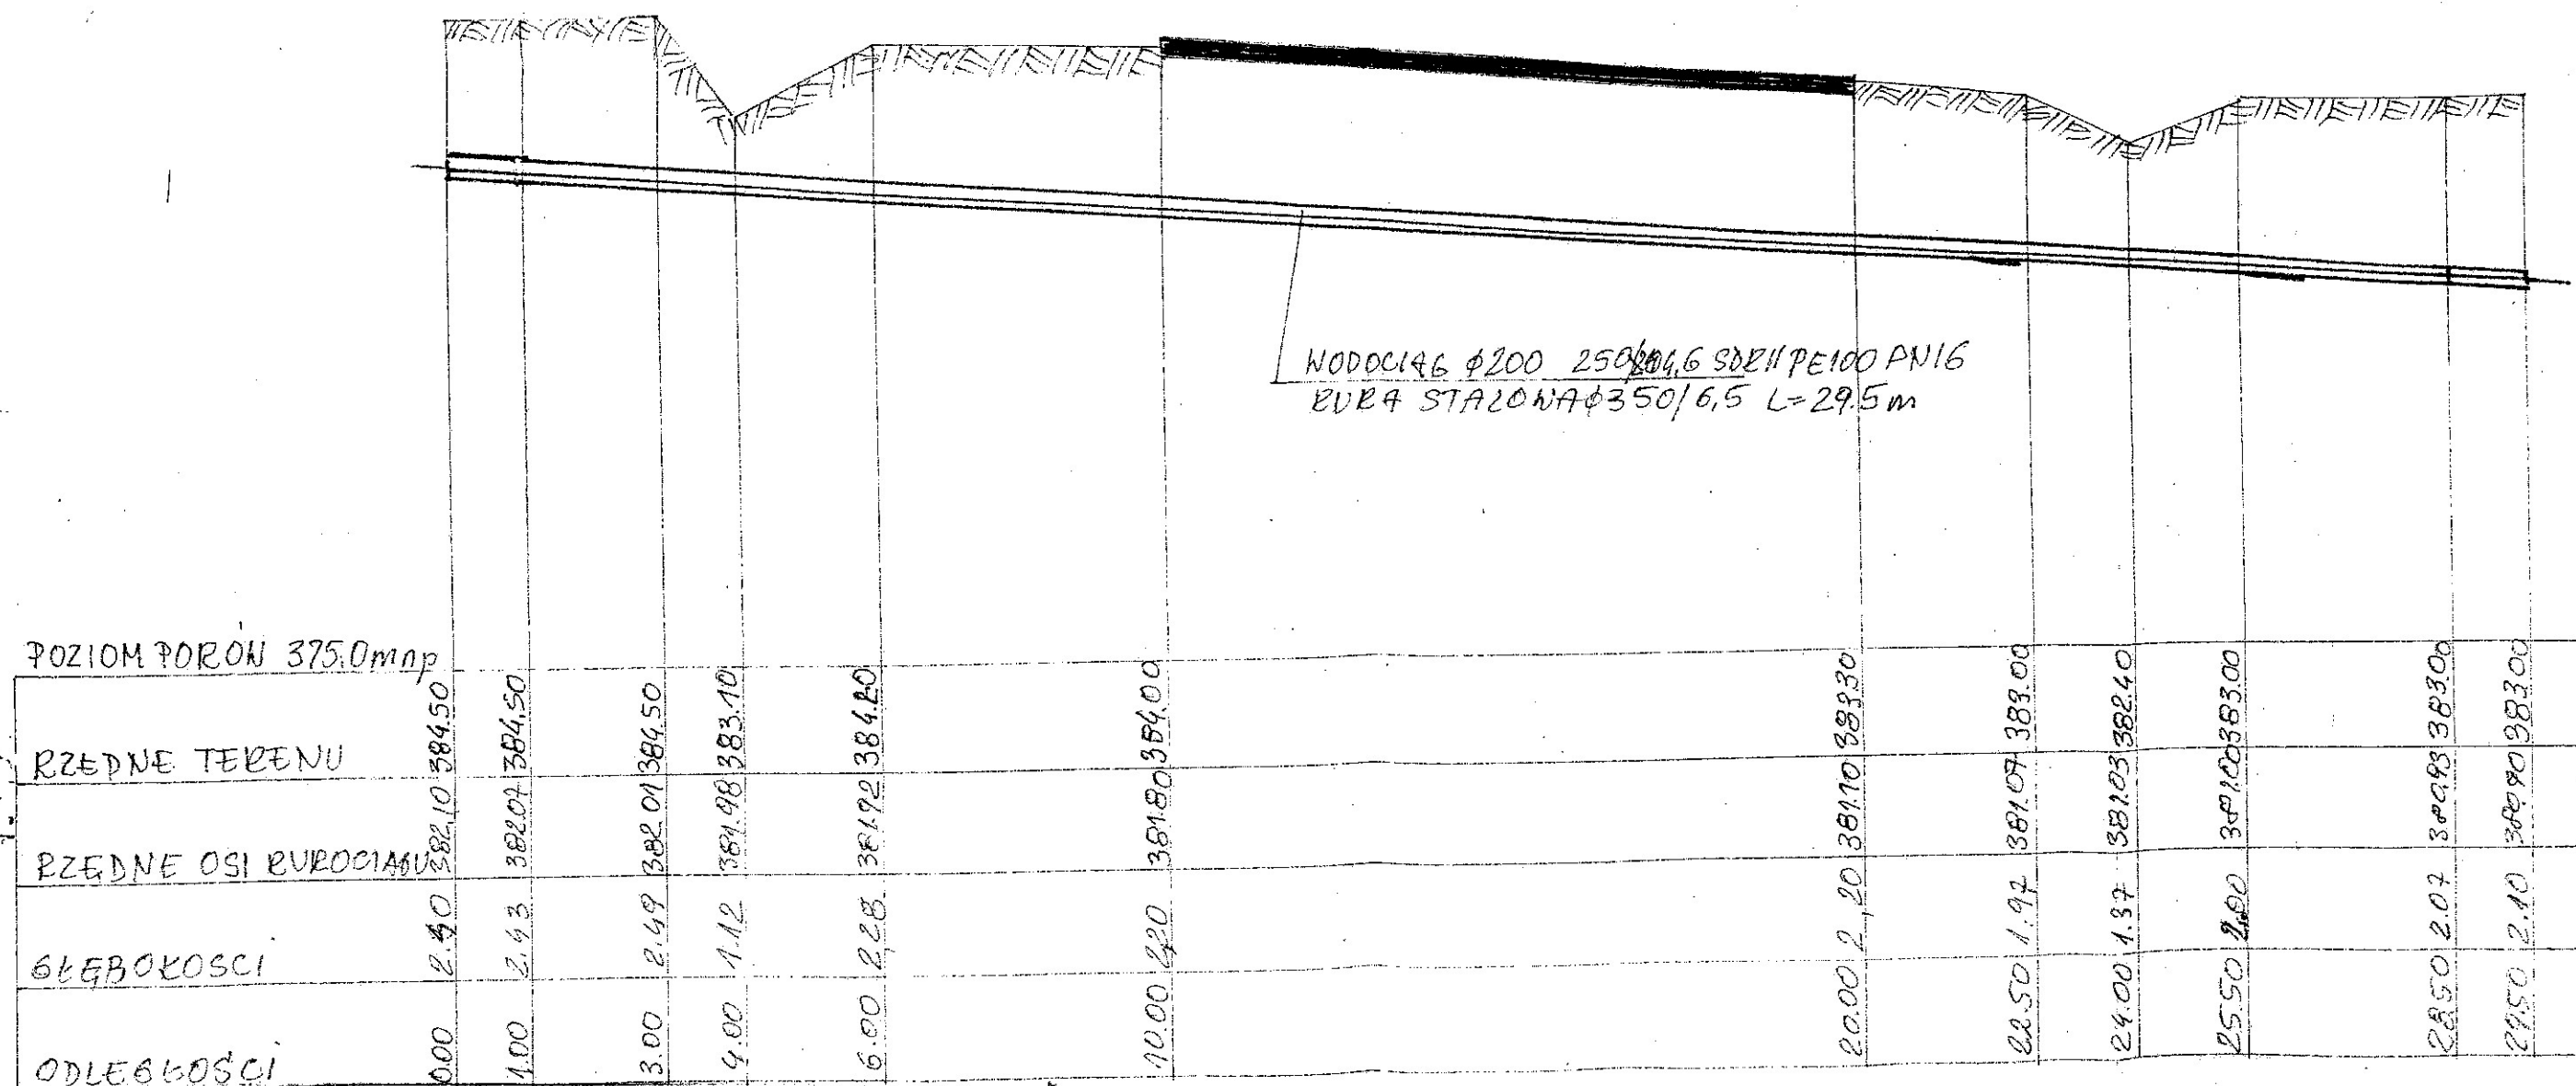 WODOCIĄG φ200 250/204,6 SDR11 PE100 PN16
RURA STALOWA φ350/6,5 L=29.5m
POZIOM PORÓW 375.0mnp
RZĘDNE TERENU 384.50 384.50 384.50 383.10 384.20 384.00 383.30 383.00 382.40 383.00 383.00 383.00
RZĘDNE OSI RUROCIĄGU 382.10 382.07 382.01 381.98 381.92 381.80 381.10 381.07 381.03 381.00 380.93 380.90
GŁĘBOKOSCI 2.40 2.43 2.49 1.12 2.28 2,20 2,20 1.97 1.37 2.00 2.07 2.10
ODLEGŁOŚCI 0.00 1.00 3.00 4.00 6.00 10.00 20.00 22.50 24.00 25.50 28.50 29.50